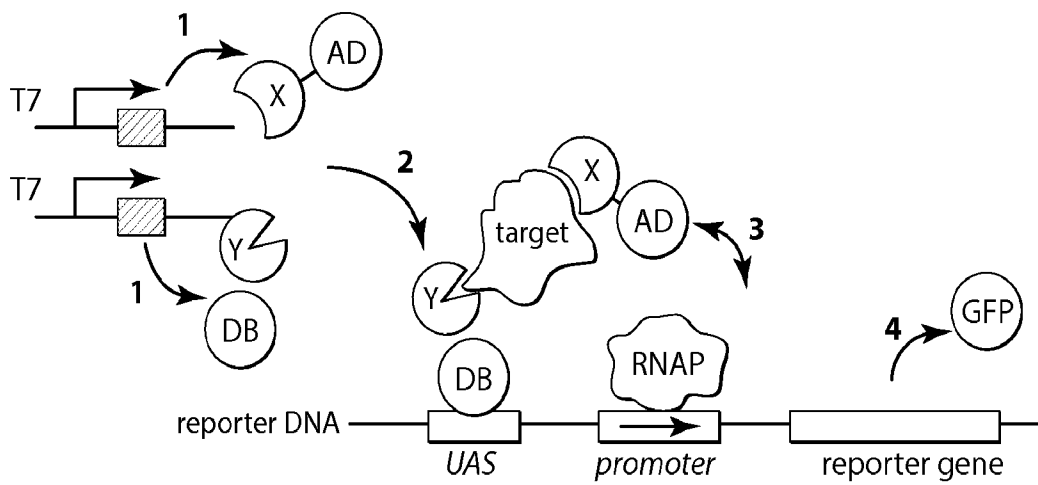 1
AD
X
T7
T7
Y
1
DB
2
X
target
AD
3
Y
DB
RNAP
4
GFP
reporter DNA
UAS
promoter
reporter gene